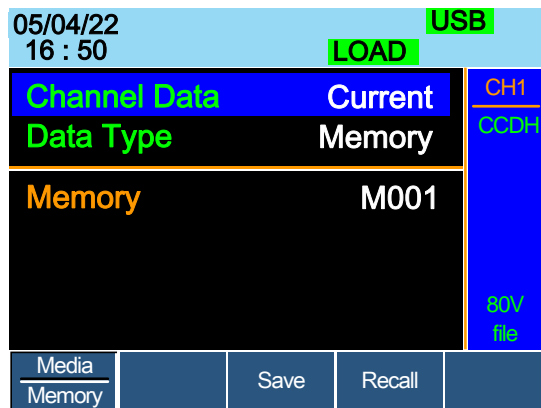 05/04/22 USB
16 : 50 LOAD
Channel Data Current
Data Type Memory
Memory M001
CH1
CCDH
80V
file
Media
Memory
Save
Recall